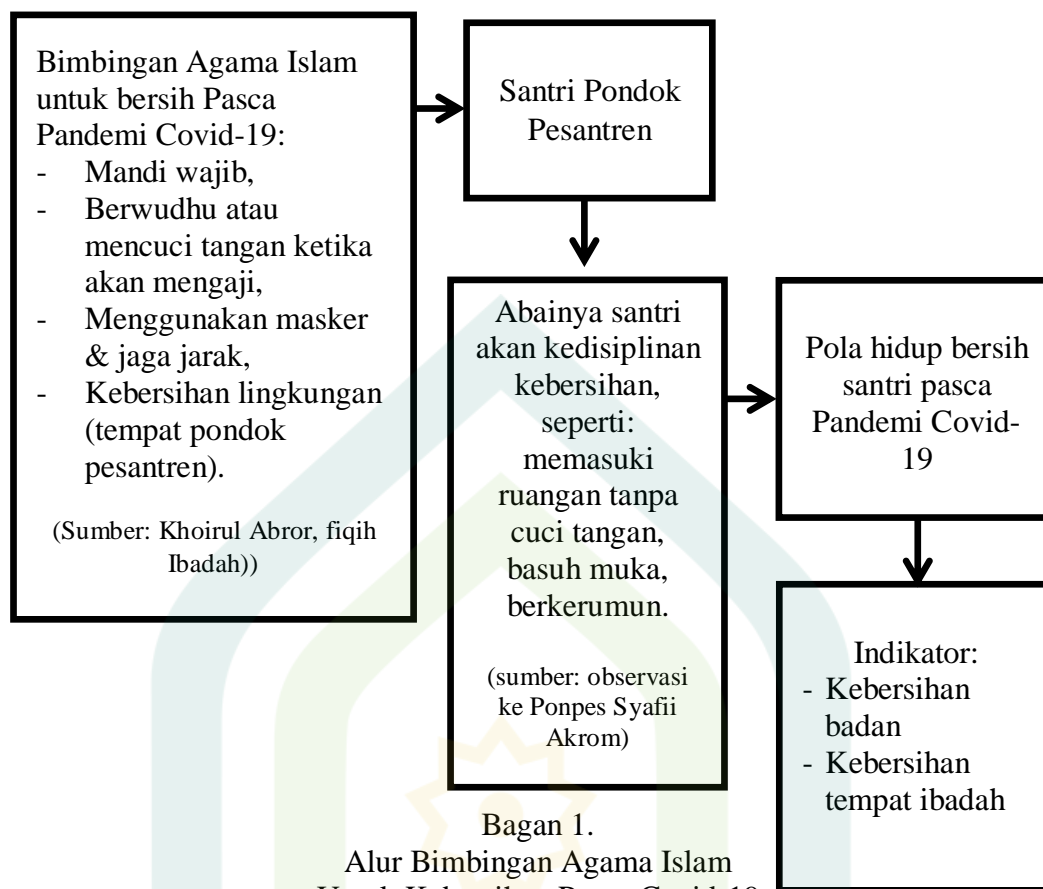 Bimbingan Agama Islam
untuk bersih Pasca
Pandemi Covid-19:
- Mandi wajib,
- Berwudhu atau
mencuci tangan ketika
akan mengaji,
- Menggunakan masker
& jaga jarak,
- Kebersihan lingkungan
(tempat pondok
pesantren).
(Sumber: Khoirul Abror, fiqih
Ibadah))
Santri Pondok
Pesantren
Abainya santri
akan kedisiplinan
kebersihan,
seperti:
memasuki
ruangan tanpa
cuci tangan,
basuh muka,
berkerumun.
(sumber: observasi
ke Ponpes Syafii
Akrom)
Pola hidup bersih
santri pasca
Pandemi Covid-
19
Indikator:
- Kebersihan
badan
- Kebersihan
tempat ibadah
Bagan 1.
Alur Bimbingan Agama Islam